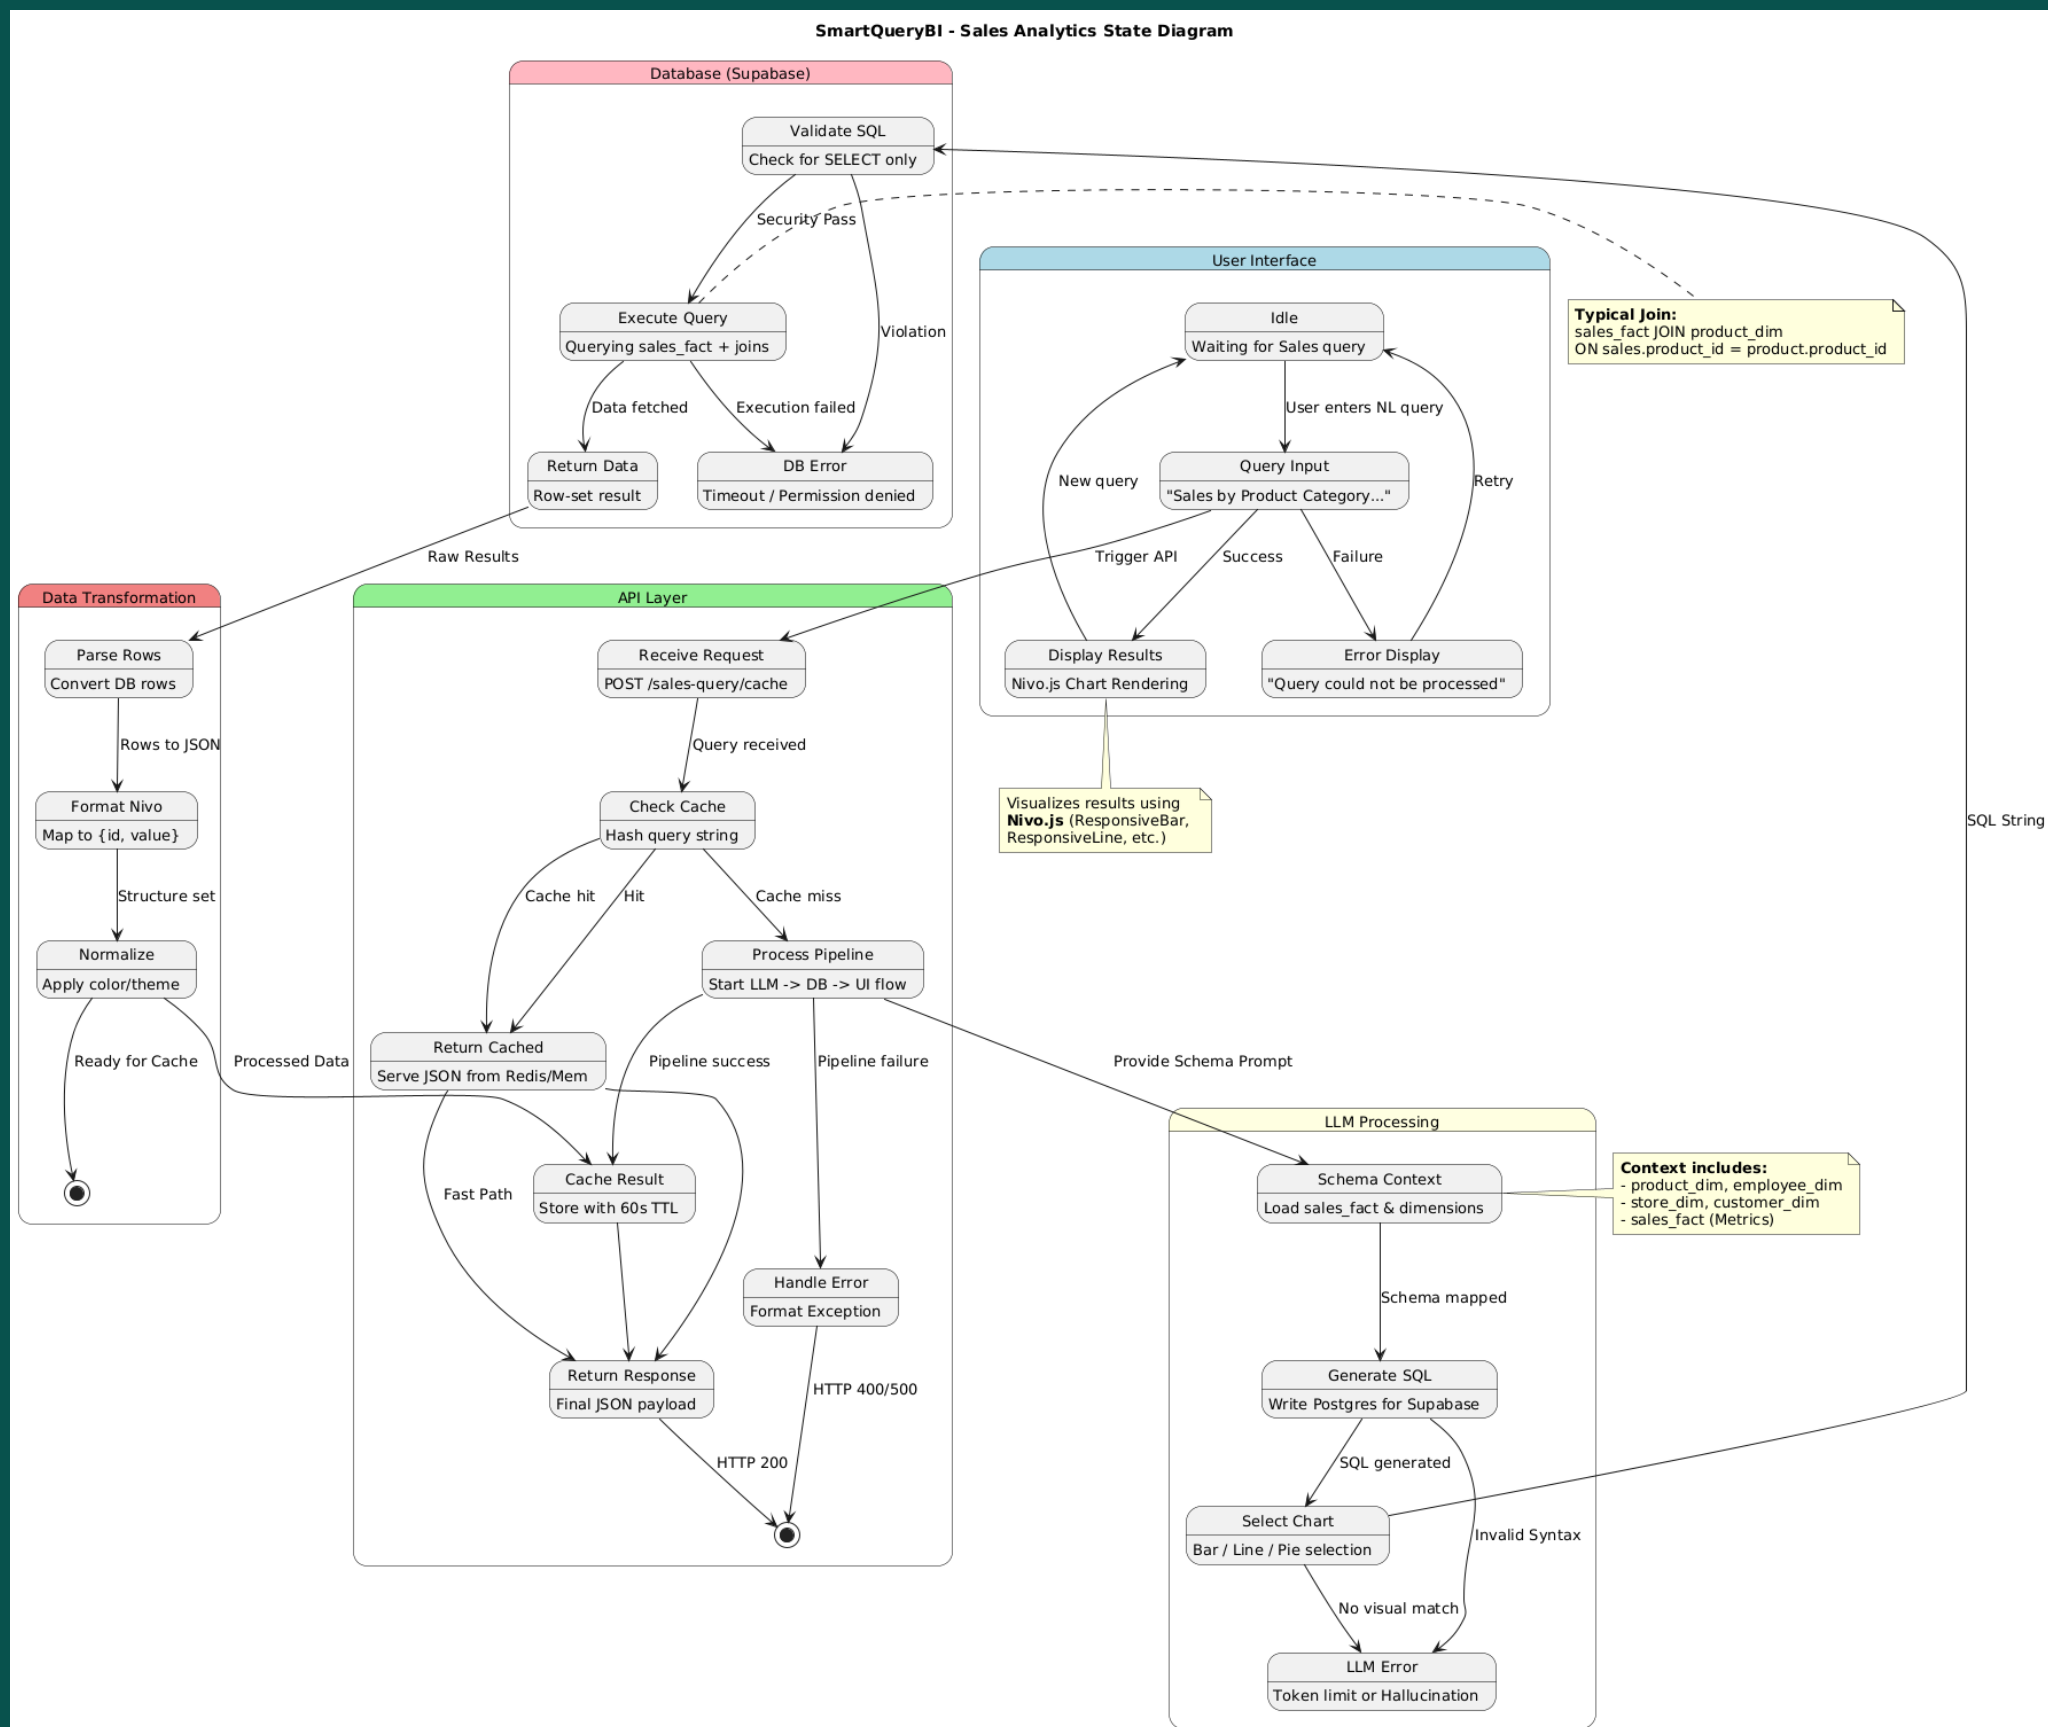 SmartQueryBI - Sales Analytics State Diagram
Database (Supabase)
Validate SQL
Check for SELECT only
Security Pass
Violation
Execute Query
Querying sales_fact + joins
Data fetched
Execution failed
Return Data
Row-set result
DB Error
Timeout / Permission denied
User Interface
Idle
Waiting for Sales query
User enters NL query
Query Input
"Sales by Product Category..."
New query
Retry
Trigger API
Success
Failure
Display Results
Nivo.js Chart Rendering
Error Display
"Query could not be processed"
Typical Join:
sales_fact JOIN product_dim
ON sales.product_id = product.product_id
Visualizes results using
Nivo.js (ResponsiveBar,
ResponsiveLine, etc.)
SQL String
Raw Results
Data Transformation
Parse Rows
Convert DB rows
Rows to JSON
Format Nivo
Map to {id, value}
Structure set
Normalize
Apply color/theme
Ready for Cache
Processed Data
API Layer
Receive Request
POST /sales-query/cache
Query received
Check Cache
Hash query string
Cache hit
Hit
Cache miss
Process Pipeline
Start LLM -> DB -> UI flow
Return Cached
Serve JSON from Redis/Mem
Pipeline success
Pipeline failure
Provide Schema Prompt
Fast Path
Cache Result
Store with 60s TTL
Handle Error
Format Exception
Return Response
Final JSON payload
HTTP 400/500
HTTP 200
LLM Processing
Schema Context
Load sales_fact & dimensions
Context includes:
- product_dim, employee_dim
- store_dim, customer_dim
- sales_fact (Metrics)
Schema mapped
Generate SQL
Write Postgres for Supabase
SQL generated
Invalid Syntax
Select Chart
Bar / Line / Pie selection
No visual match
LLM Error
Token limit or Hallucination